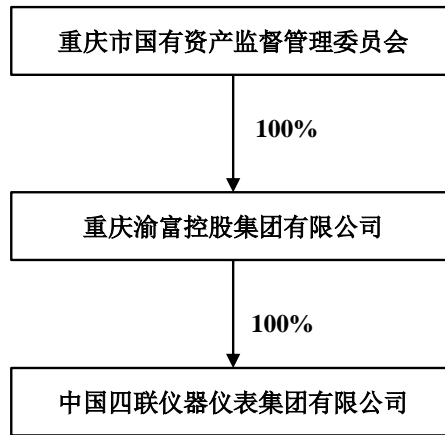 重庆市国有资产监督管理委员会
100%
重庆渝富控股集团有限公司
100%
中国四联仪器仪表集团有限公司